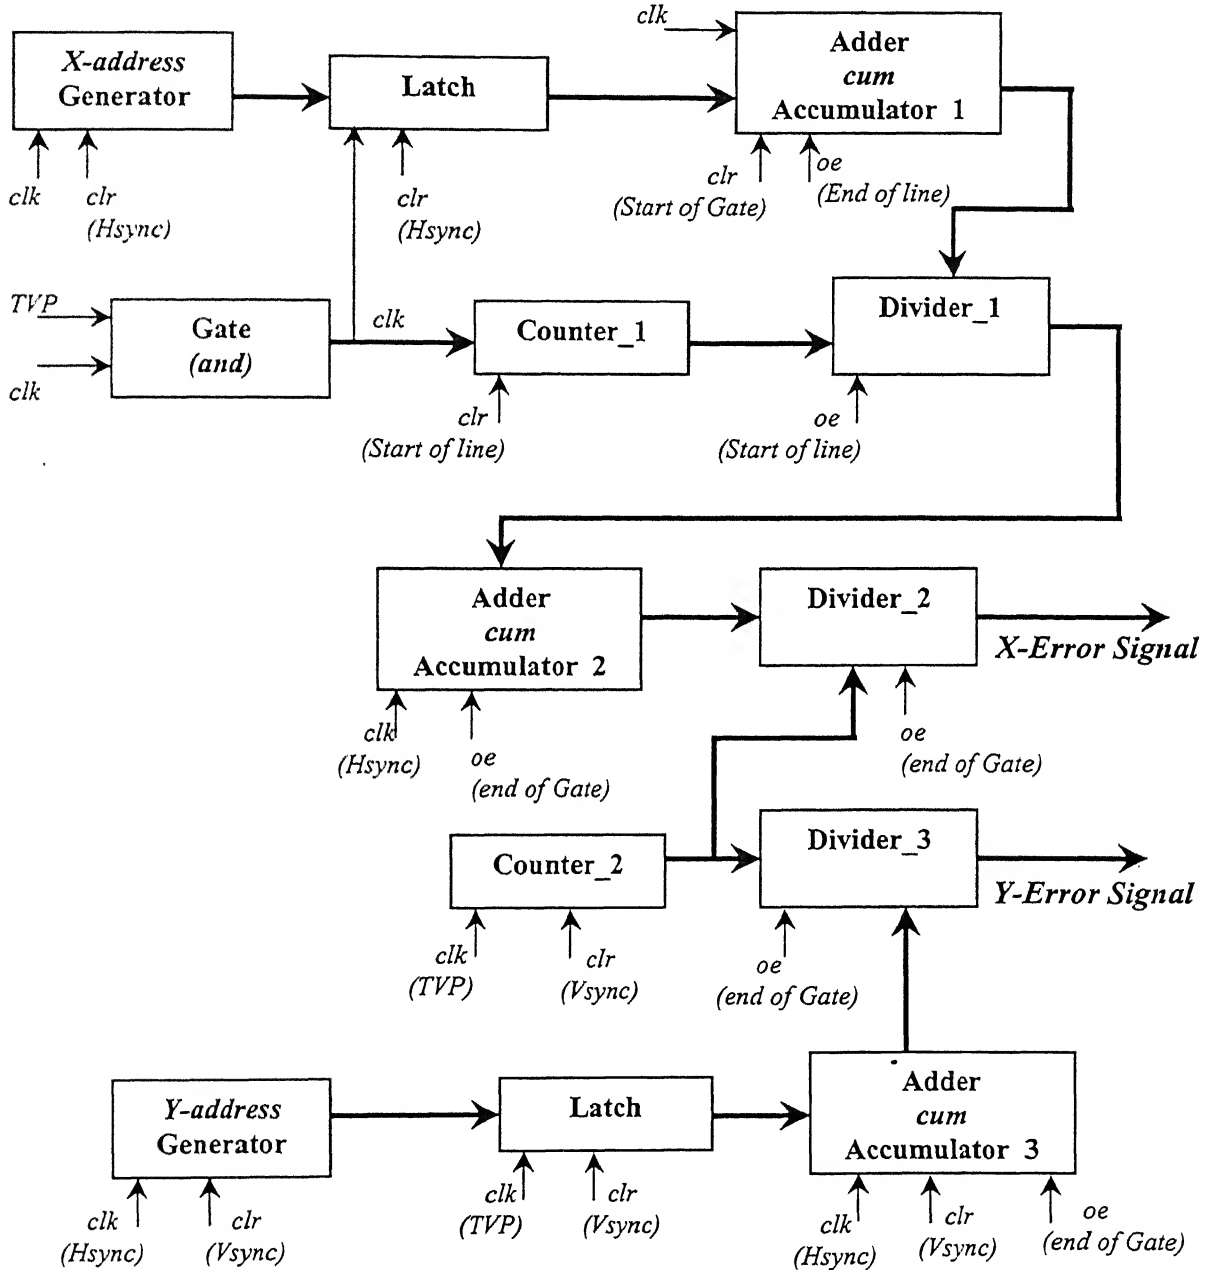 clk
X-address
Generator
Latch
Adder
cum
Accumulator 1
clk
clr
(Hsync)
clr
(Hsync)
clr
(Start of Gate)
oe
(End of line)
TVP
clk
Gate
(and)
clk
Counter_1
Divider_1
clr
(Start of line)
oe
(Start of line)
Adder
cum
Accumulator 2
Divider_2
X-Error Signal
clk
(Hsync)
oe
(end of Gate)
oe
(end of Gate)
Counter_2
Divider_3
Y-Error Signal
clk
(TVP)
clr
(Vsync)
oe
(end of Gate)
Y-address
Generator
Latch
Adder
cum
Accumulator 3
clk
(Hsync)
clr
(Vsync)
clk
(TVP)
clr
(Vsync)
clk
(Hsync)
clr
(Vsync)
oe
(end of Gate)